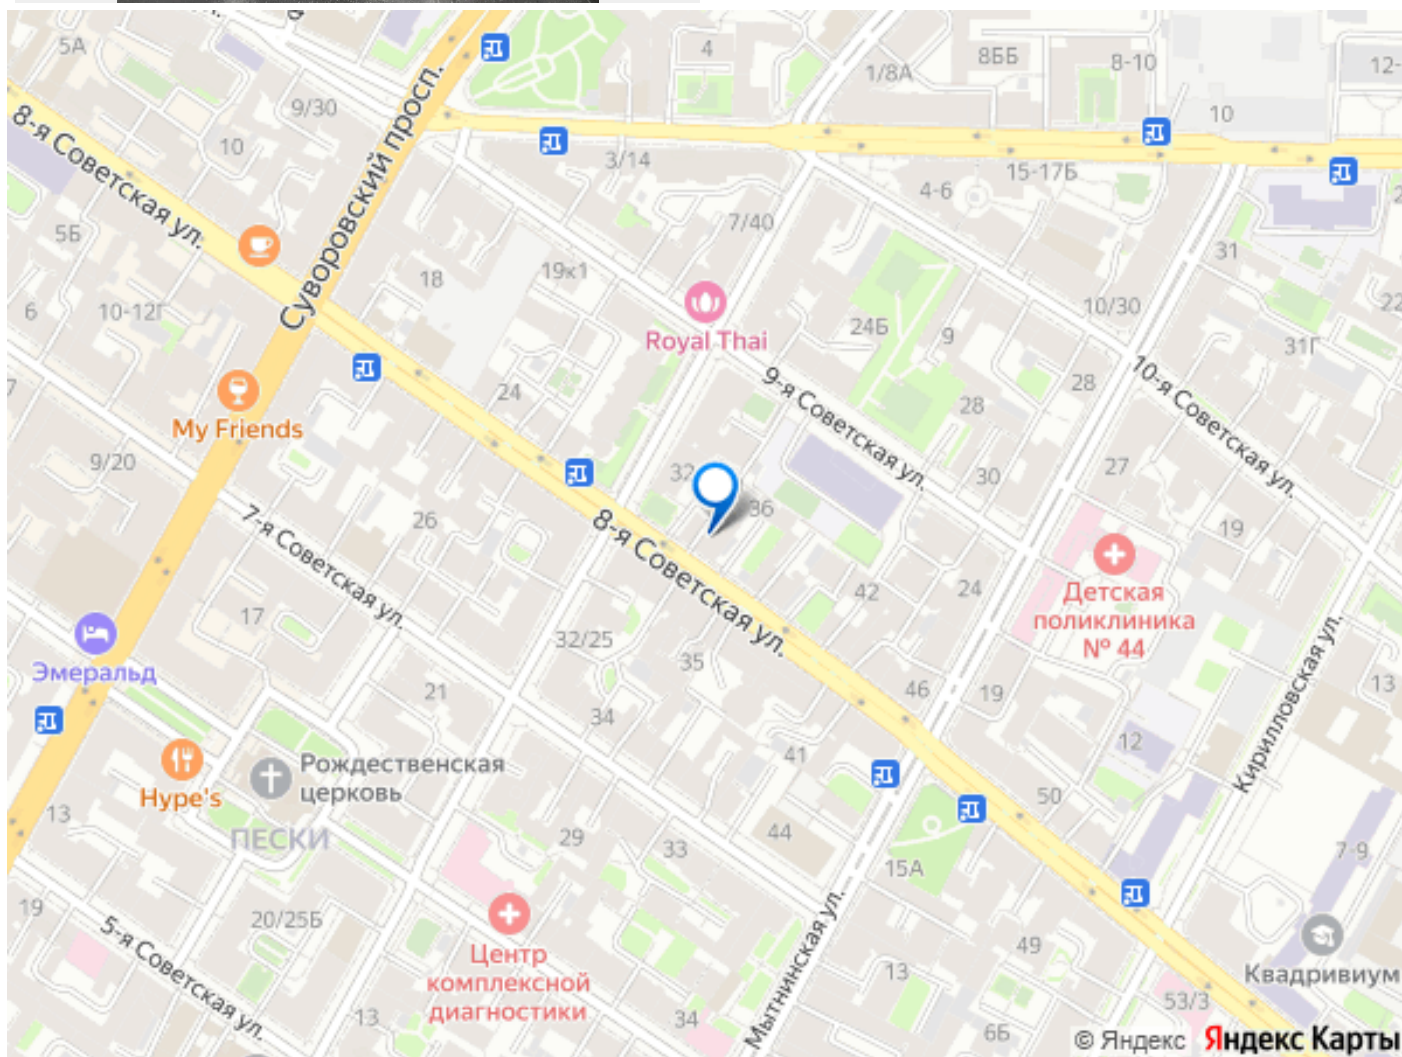 5А
4
8ББ
8-10
12-
1/8А
9/30
10
10
8-я Советская ул.
Суворовский просп.
3/14
15-17Б
4-6
7/40
5Б
31
18
19к1
6
10-12Г
10/30
22
24Б
9
Royal Thai
31Г
9-я Советская ул.
10-я Советская ул.
7
24
28
28
My Friends
9/20
32
27
30
36
26
19
7-я Советская ул.
8-я Советская ул.
Детская
поликлиника
№ 44
42
24
17
32/25
Эмеральд
35
21
46
19
13
34
Кирилловская ул.
12
41
Рождественская
церковь
Hype's
50
13
ПЕСКИ
29
33
44
7-9
15А
19
20/25Б
5-я Советская ул.
Центр
комплексной
диагностики
Мытнинская ул.
49
13
Квадривиум
53/3
13
34
6Б
© Яндекс Яндекс Карты